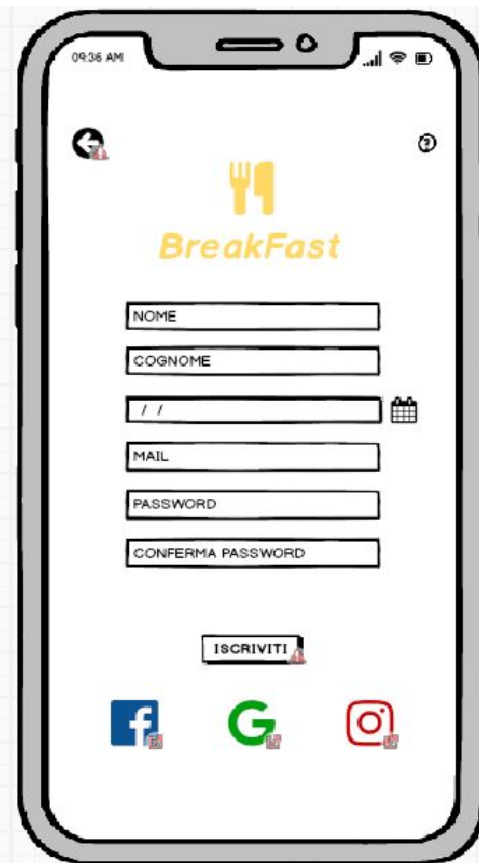 09:36 AM
BreakFast
NOME
COGNOME
/ /
MAIL
PASSWORD
CONFERMA PASSWORD
ISCRIVITI